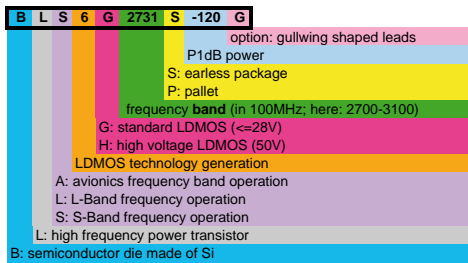 B L S 6 G 2731 S -120 G
option: gullwing shaped leads
P1dB power
S: earless package
P: pallet
frequency band (in 100MHz; here: 2700-3100)
G: standard LDMOS (<=28V)
H: high voltage LDMOS (50V)
LDMOS technology generation
A: avionics frequency band operation
L: L-Band frequency operation
S: S-Band frequency operation
L: high frequency power transistor
B: semiconductor die made of Si